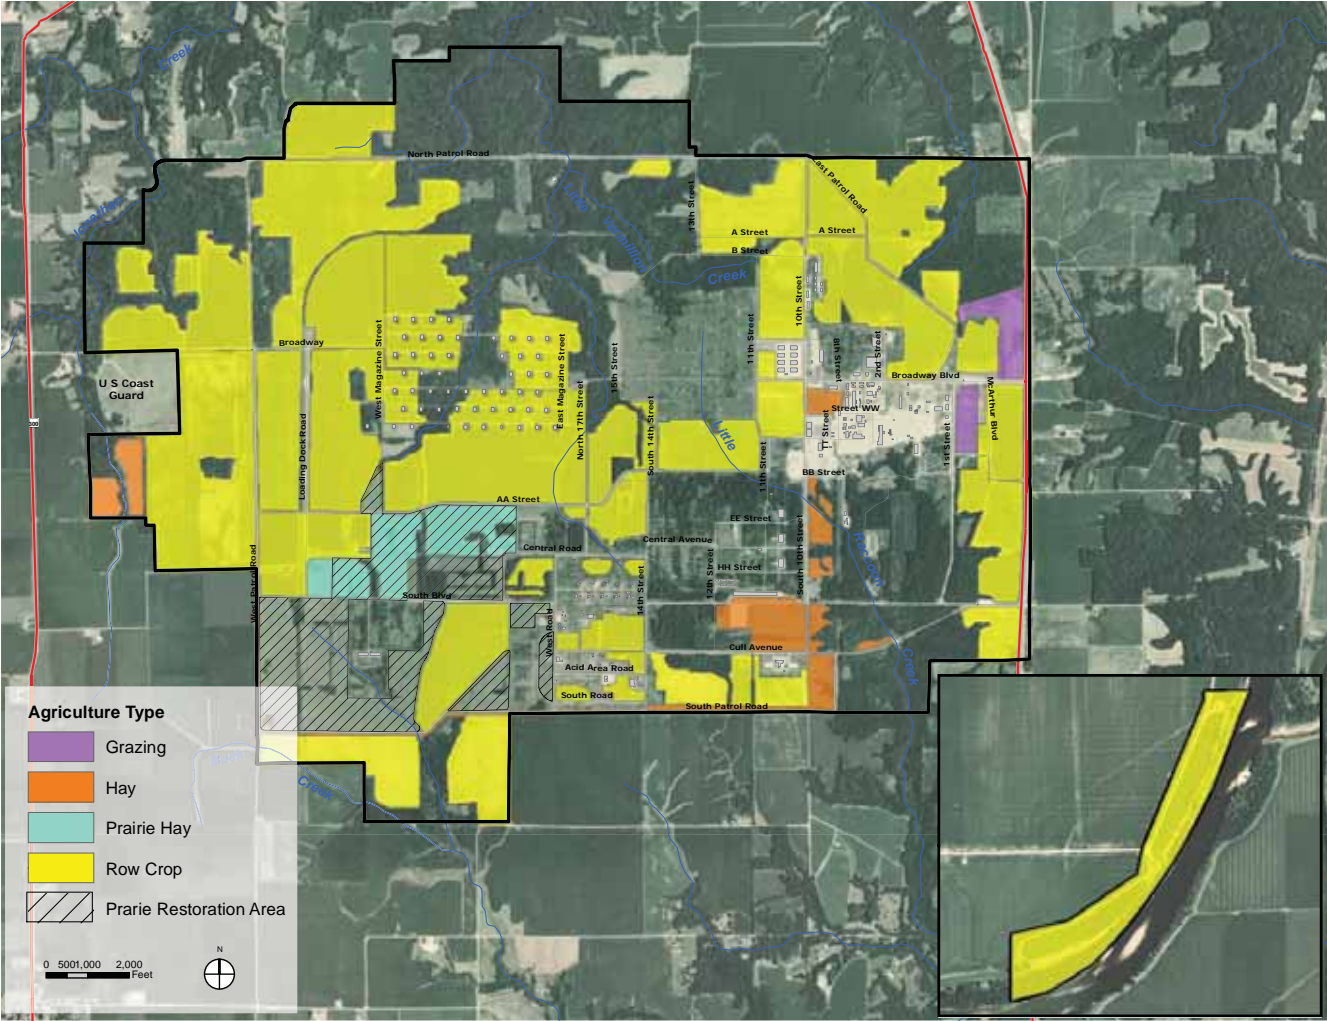 Creek
North Patrol Road
East Patrol Road
13th Street
A Street
A Street
B Street
Little
Vermillion
Creek
10th Street
Broadway
West Magazine Street
East Magazine Street
15th Street
11th Street
8th Street
2nd Street
Broadway Blvd
U S Coast
Guard
300
McArthur Blvd
Street WW
TT Street
1st Street
North 17th Street
South 14th Street
Little
11th Street
Loading Dock Road
BB Street
AA Street
EE Street
Central Avenue
Central Road
South 10th Street
HH Street
12th Street
14th Street
West Patrol Road
South Blvd
West Road
Cull Avenue
Creek
Acid Area Road
South Road
South Patrol Road
Creek
Agriculture Type
Grazing
Hay
Prairie Hay
Row Crop
Prarie Restoration Area
N
0 500 1,000 2,000
Feet